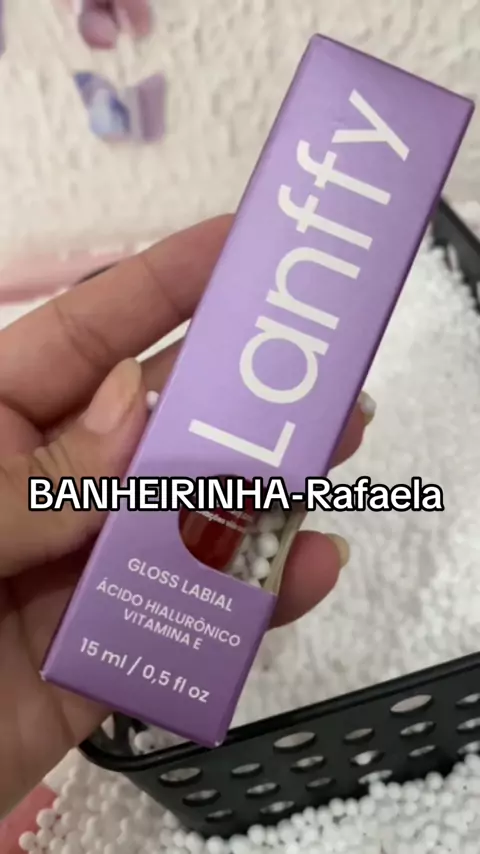 Lanffy
BANHEIRINHA-Rafaela
GLOSS LABIAL
ÁCIDO HIALURÔNICO
VITAMINA E
15 ml / 0,5 fl oz